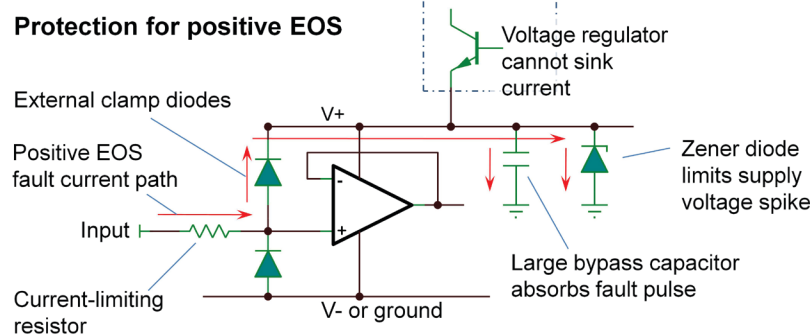 Protection for positive EOS
Voltage regulator
cannot sink
current
External clamp diodes
V+
Positive EOS
fault current path
Zener diode
limits supply
voltage spike
-
+
Input
Large bypass capacitor
absorbs fault pulse
Current-limiting
resistor
V- or ground